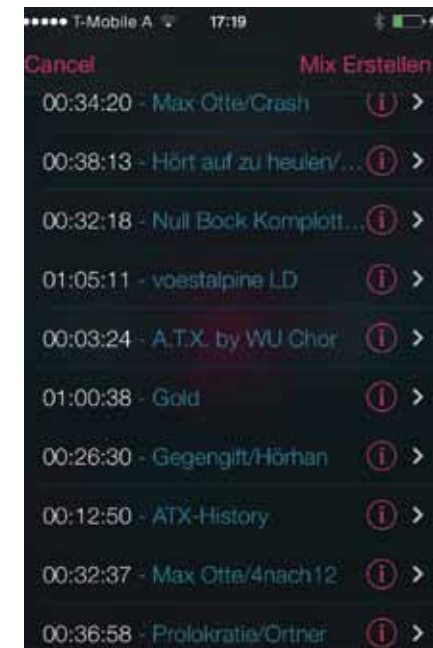 T-Mobile A 17:19
Cancel Mix Erstellen
00:34:20 - Max Otte/Crash
00:38:13 - Hört auf zu heulen/...
00:32:18 - Null Bock Komplott...
01:05:11 - voestalpine LD
00:03:24 - A.T.X. by WU Chor
01:00:38 - Gold
00:26:30 - Gegengift/Hörhan
00:12:50 - ATX-History
00:32:37 - Max Otte/4nach12
00:36:58 - Prolokratie/Ortner